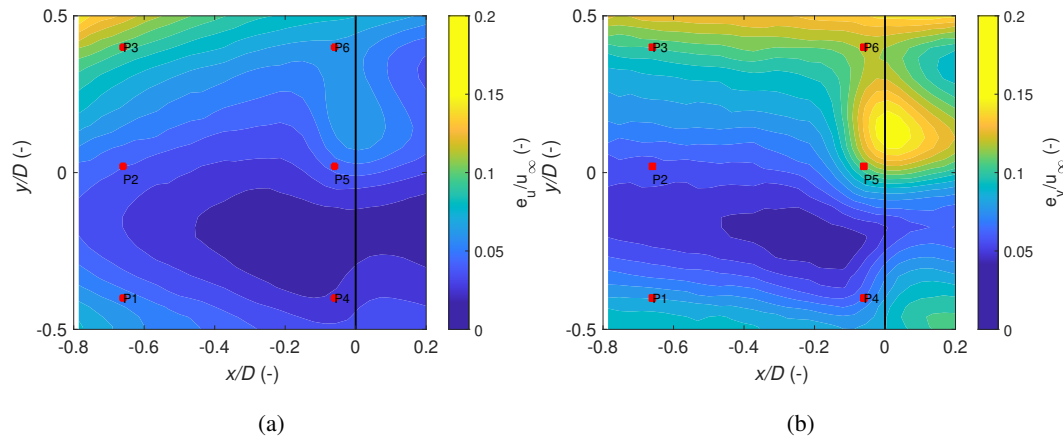 0.5
0
-0.5
y/D (-)
P3
P6
P2
P5
P1
P4
-0.8
-0.6
-0.4
-0.2
0
0.2
x/D (-)
0.2
0.15
0.1
0.05
0
e_u/u_∞ (-)
(a)
0.5
0
-0.5
y/D (-)
P3
P6
P2
P5
P1
P4
-0.8
-0.6
-0.4
-0.2
0
0.2
x/D (-)
0.2
0.15
0.1
0.05
0
e_v/u_∞ (-)
(b)